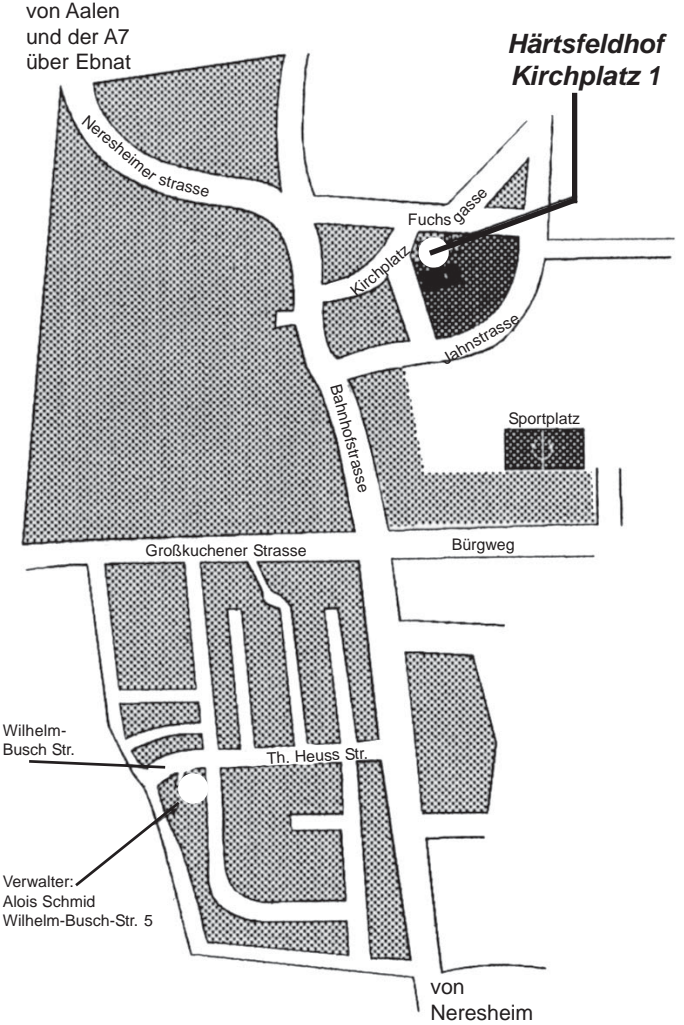 von Aalen
und der A7
über Ebnat
Härtsfeldhof
Kirchplatz 1
Neresheimer strasse
Fuchs gasse
Kirchplatz
Jahnstrasse
Bahnhofstrasse
Sportplatz
Großkuchener Strasse
Bürgweg
Wilhelm-
Busch Str.
Th. Heuss Str.
Verwalter:
Alois Schmid
Wilhelm-Busch-Str. 5
von
Neresheim